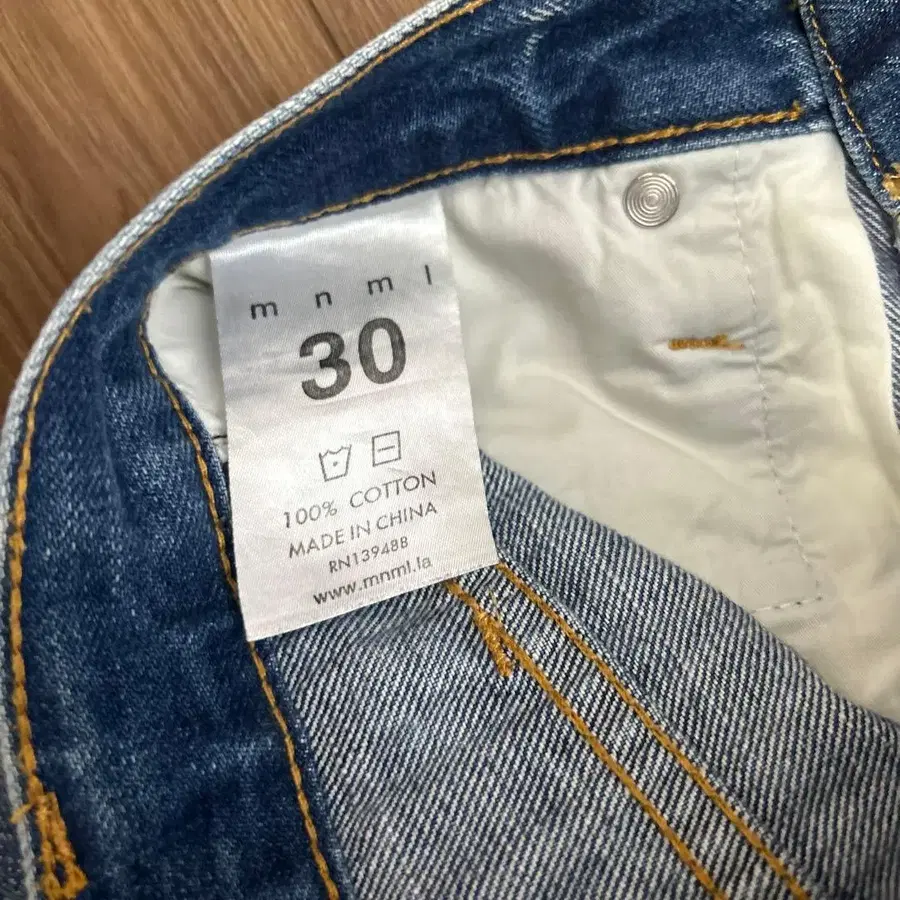 m n m l
30
100% COTTON
MADE IN CHINA
RN139488
www.mnml.la